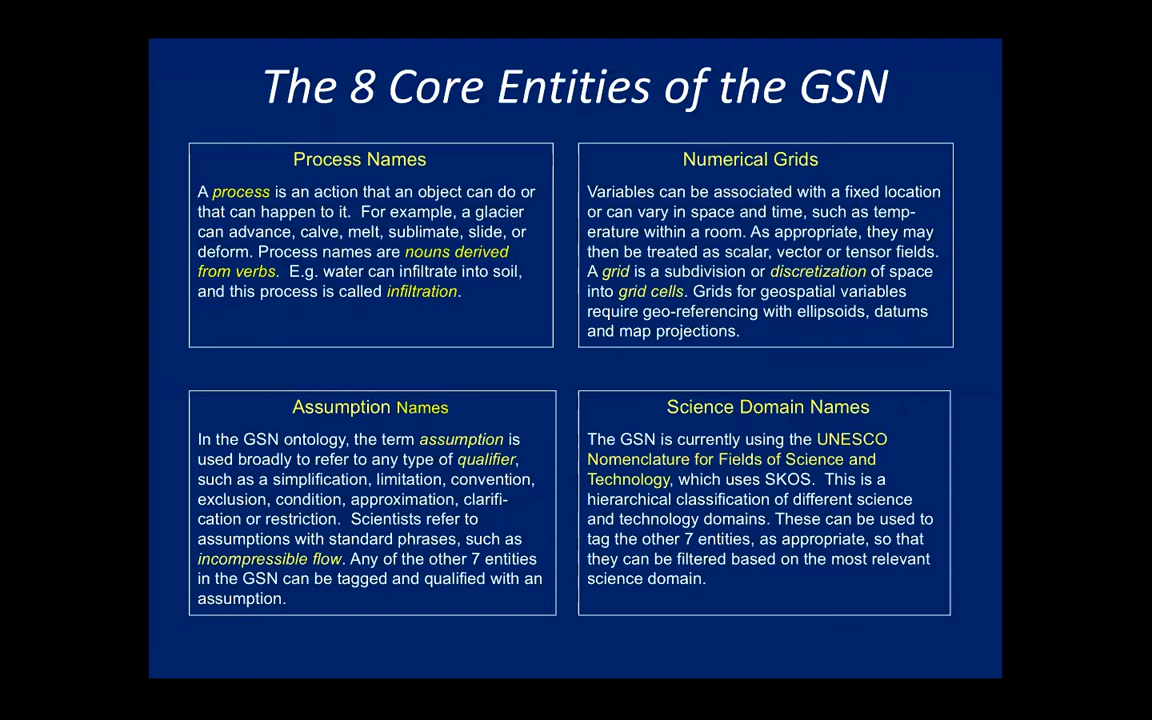 The 8 Core Entities of the GSN
Process Names
A process is an action that an object can do or
that can happen to it.  For example, a glacier
can advance, calve, melt, sublimate, slide, or
deform. Process names are nouns derived
from verbs.  E.g. water can infiltrate into soil,
and this process is called infiltration.
Numerical Grids
Variables can be associated with a fixed location
or can vary in space and time, such as temp-
erature within a room. As appropriate, they may
then be treated as scalar, vector or tensor fields.
A grid is a subdivision or discretization of space
into grid cells. Grids for geospatial variables
require geo-referencing with ellipsoids, datums
and map projections.
Assumption Names
In the GSN ontology, the term assumption is
used broadly to refer to any type of qualifier,
such as a simplification, limitation, convention,
exclusion, condition, approximation, clarifi-
cation or restriction.  Scientists refer to
assumptions with standard phrases, such as
incompressible flow. Any of the other 7 entities
in the GSN can be tagged and qualified with an
assumption.
Science Domain Names
The GSN is currently using the UNESCO
Nomenclature for Fields of Science and
Technology, which uses SKOS.  This is a
hierarchical classification of different science
and technology domains. These can be used to
tag the other 7 entities, as appropriate, so that
they can be filtered based on the most relevant
science domain.